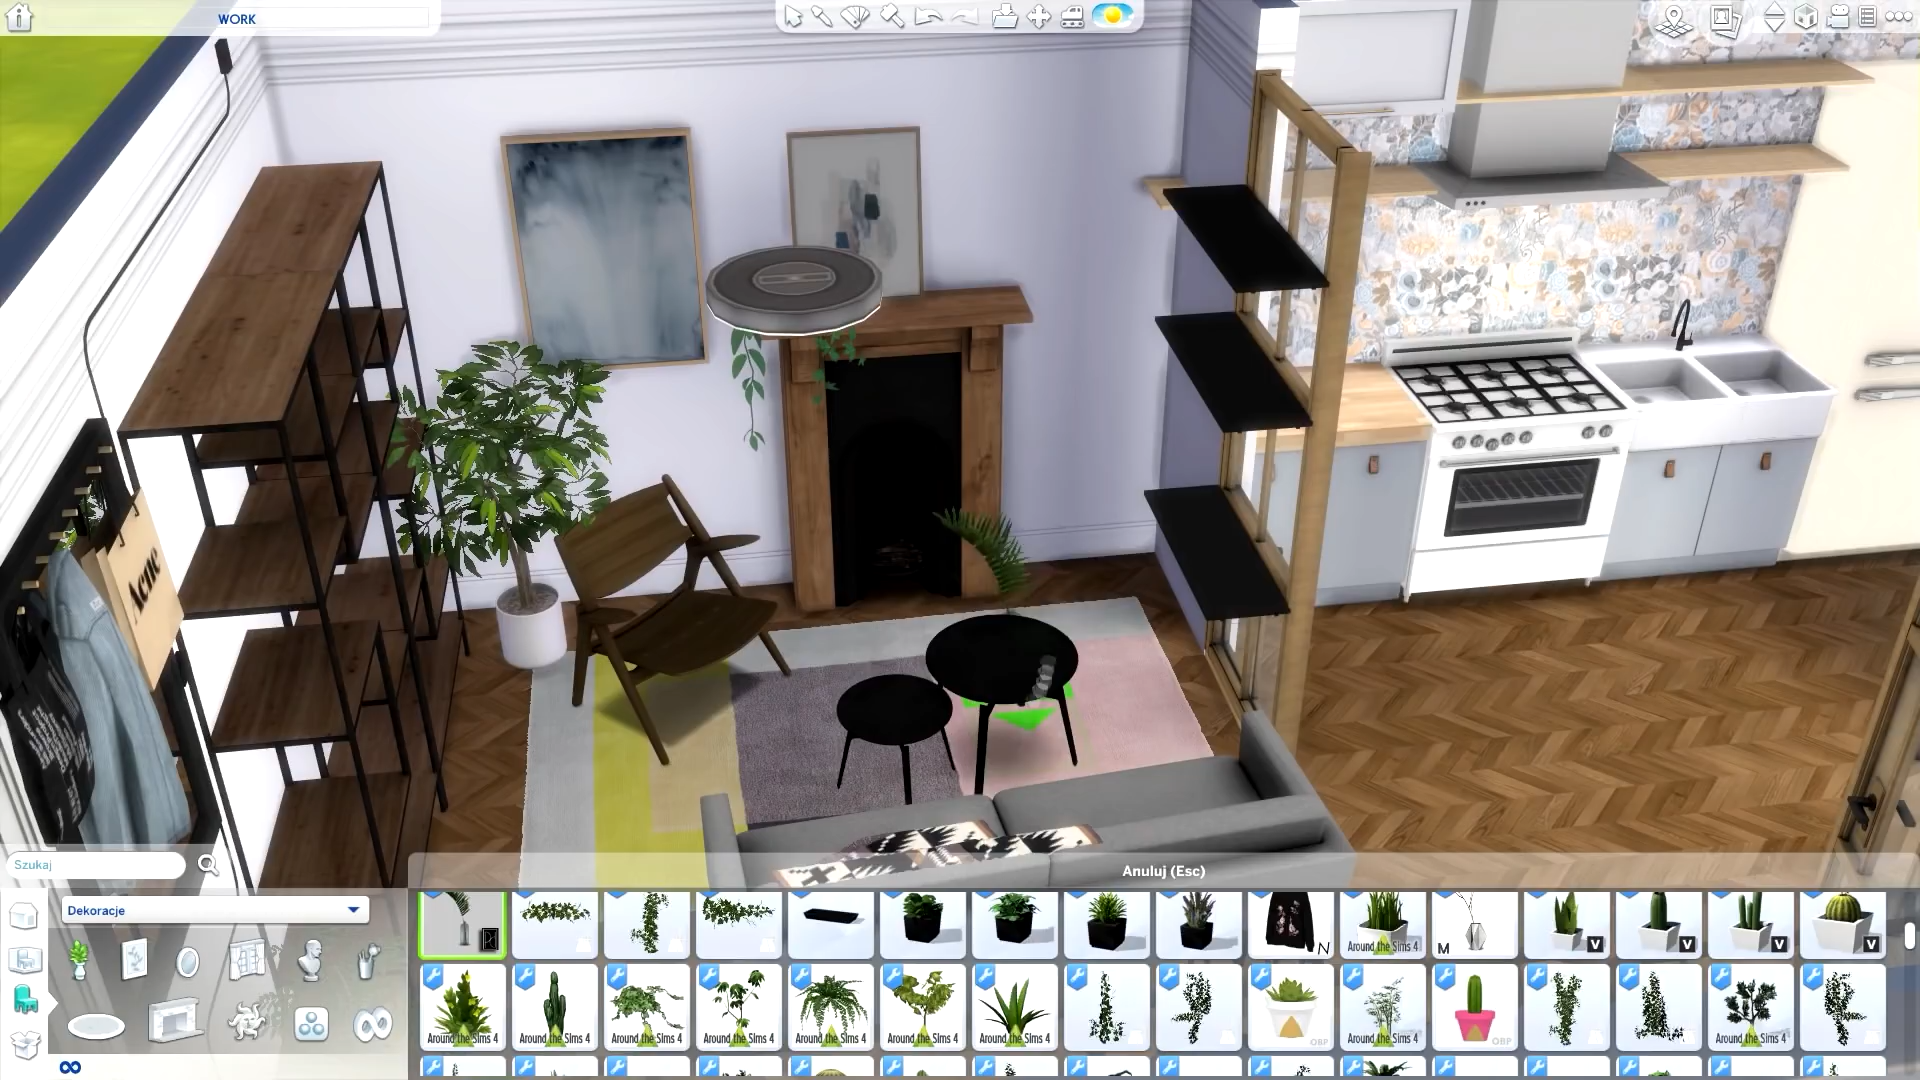 WORK
Acne
Szukaj
Anuluj (Esc)
Dekoracje
N
Around the Sims 4
M
V
V
V
V
Around the Sims 4
Around the Sims 4
Around the Sims 4
Around the Sims 4
Around the Sims 4
Around the Sims 4
Around the Sims 4
OBP
Around the Sims 4
OBP
Around the Sims 4